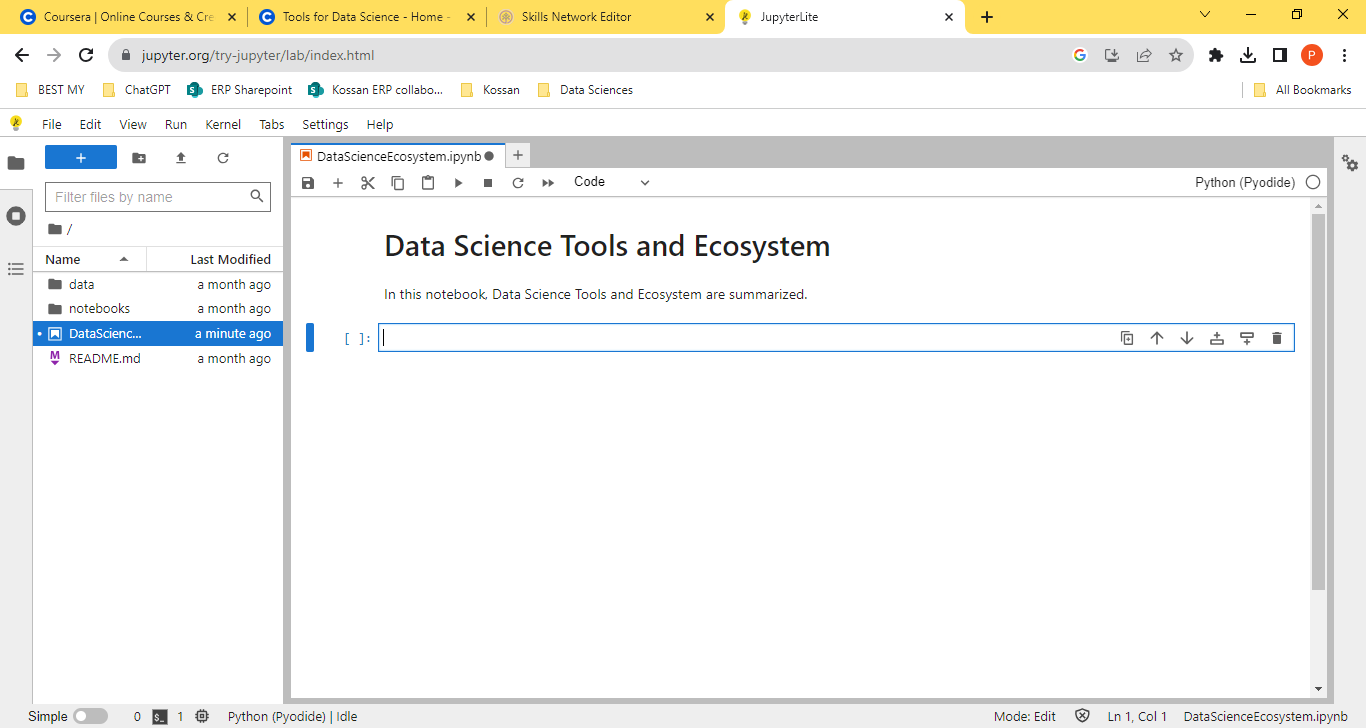 Coursera | Online Courses & Cre
Tools for Data Science - Home -
Skills Network Editor
JupyterLite
jupyter.org/try-jupyter/lab/index.html
P
BEST MY ChatGPT ERP Sharepoint Kossan ERP collabo... Kossan Data Sciences All Bookmarks
File Edit View Run Kernel Tabs Settings Help
DataScienceEcosystem.ipynb
Filter files by name
Code
Python (Pyodide)
/
Name Last Modified
data a month ago
notebooks a month ago
DataScienc... a minute ago
README.md a month ago
Data Science Tools and Ecosystem
In this notebook, Data Science Tools and Ecosystem are summarized.
[ ]:
Simple 0 $_ 1 Python (Pyodide) | Idle Mode: Edit Ln 1, Col 1 DataScienceEcosystem.ipynb